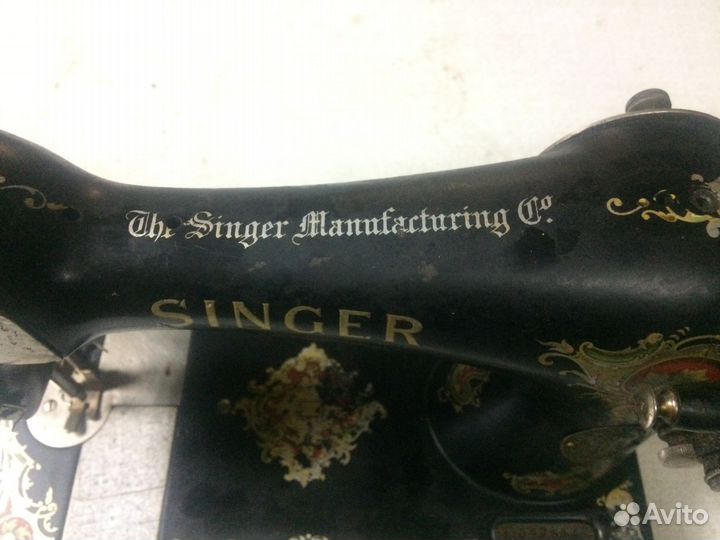 The Singer Manufacturing Co.
SINGER
Avito